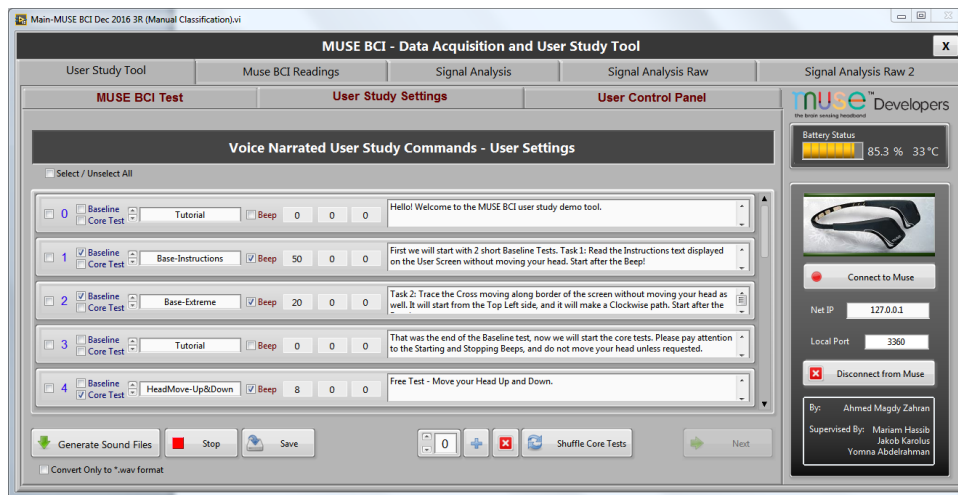 Main-MUSE BCI Dec 2016 3R (Manual Classification).vi
MUSE BCI - Data Acquisition and User Study Tool
X
User Study Tool
Muse BCI Readings
Signal Analysis
Signal Analysis Raw
Signal Analysis Raw 2
MUSE BCI Test
User Study Settings
User Control Panel
muse™ Developers
the brain sensing headband
Battery Status
85.3 % 33°C
Voice Narrated User Study Commands - User Settings
Select / Unselect All
0
Baseline
Core Test
Tutorial
Beep
0
0
0
Hello! Welcome to the MUSE BCI user study demo tool.
1
Baseline
Core Test
Base-Instructions
Beep
50
0
0
First we will start with 2 short Baseline Tests. Task 1: Read the Instructions text displayed
on the User Screen without moving your head. Start after the Beep!
2
Baseline
Core Test
Base-Extreme
Beep
20
0
0
Task 2: Trace the Cross moving along border of the screen without moving your head as
well. It will start from the Top Left side, and it will make a Clockwise path. Start after the
3
Baseline
Core Test
Tutorial
Beep
0
0
0
That was the end of the Baseline test, now we will start the core tests. Please pay attention
to the Starting and Stopping Beeps, and do not move your head unless requested.
4
Baseline
Core Test
HeadMove-Up&Down
Beep
8
0
0
Free Test - Move your Head Up and Down.
Generate Sound Files
Stop
Save
0
Shuffle Core Tests
Next
Convert Only to *.wav format
Connect to Muse
Net IP
127.0.0.1
Local Port
3360
Disconnect from Muse
By: Ahmed Magdy Zahran
Supervised By: Mariam Hassib
Jakob Karolus
Yomna Abdelrahman